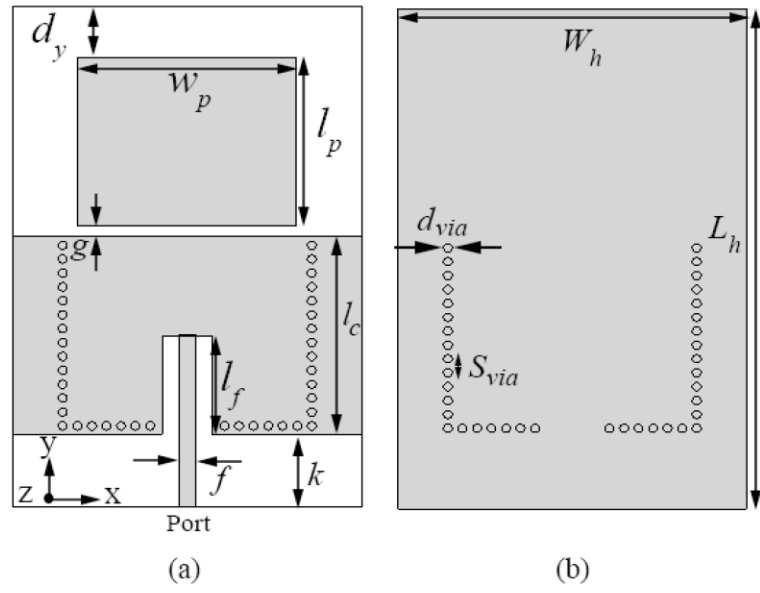 d_y
w_p
l_p
g
l_c
l_f
y
z
x
f
k
Port
(a)
W_h
d_via
L_h
S_via
(b)